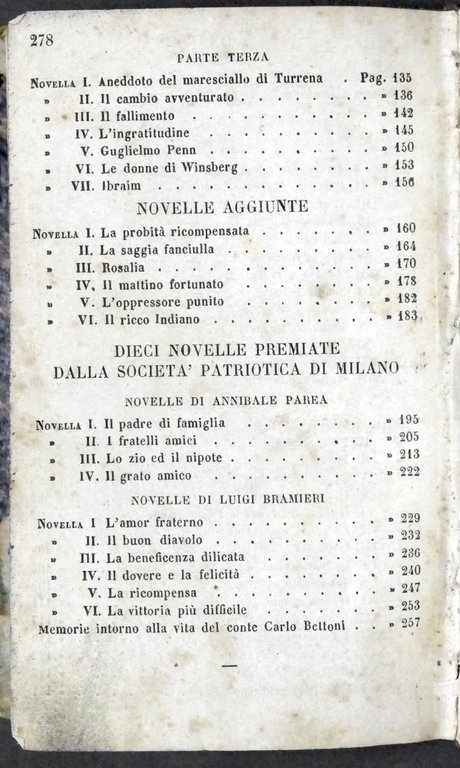 278
PARTE TERZA
NOVELLA I. Aneddoto del maresciallo di Turrena . Pag. 135
» II. Il cambio avventurato . . . . . . . . » 136
» III. Il fallimento . . . . . . . . . . » 142
» IV. L'ingratitudine . . . . . . . . . . » 145
» V. Guglielmo Penn . . . . . . . . . . » 150
» VI. Le donne di Winsberg . . . . . . . . » 153
» VII. Ibraim . . . . . . . . . . . . » 156
NOVELLE AGGIUNTE
NOVELLA I. La probità ricompensata . . . . . . . » 160
» II. La saggia fanciulla . . . . . . . . . » 164
» III. Rosalia . . . . . . . . . . . . » 170
» IV. Il mattino fortunato . . . . . . . . » 178
» V. L'oppressore punito . . . . . . . . » 182
» VI. Il ricco Indiano . . . . . . . . . . » 183
DIECI NOVELLE PREMIATE
DALLA SOCIETA' PATRIOTICA DI MILANO
NOVELLE DI ANNIBALE PAREA
NOVELLA I. Il padre di famiglia . . . . . . . . » 195
» II. I fratelli amici . . . . . . . . . . » 205
» III. Lo zio ed il nipote . . . . . . . . . » 213
» IV. Il grato amico . . . . . . . . . . » 222
NOVELLE DI LUIGI BRAMIERI
NOVELLA I L'amor fraterno . . . . . . . . . . » 229
» II. Il buon diavolo . . . . . . . . . . » 232
» III. La beneficenza dilicata . . . . . . . » 236
» IV. Il dovere e la felicità . . . . . . . . » 240
» V. La ricompensa . . . . . . . . . . » 247
» VI. La vittoria più difficile . . . . . . . » 253
Memorie intorno alla vita del conte Carlo Bettoni . . » 257